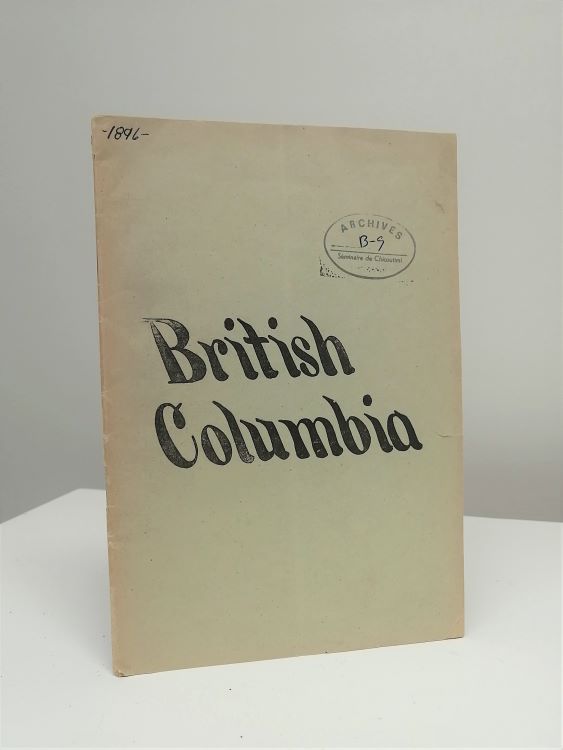 -1896-
ARCHIVES
B-9
Séminaire de Chicoutimi
British
Columbia